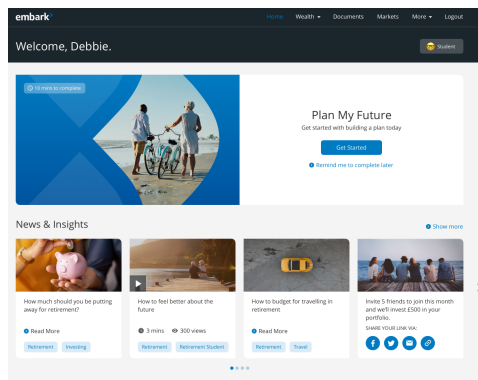 embark
Home Wealth Documents Markets More Logout
Welcome, Debbie.
Student
10 mins to complete
Plan My Future
Get started with building a plan today
Get Started
Remind me to complete later
News & Insights
Show more
How much should you be putting
away for retirement?
Read More
Retirement Investing
How to feel better about the
future
3 mins 300 views
Retirement Retirement Student
How to budget for travelling in
retirement
Read More
Retirement Travel
Invite 5 friends to join this month
and we'll invest £500 in your
portfolio.
SHARE YOUR LINK VIA: